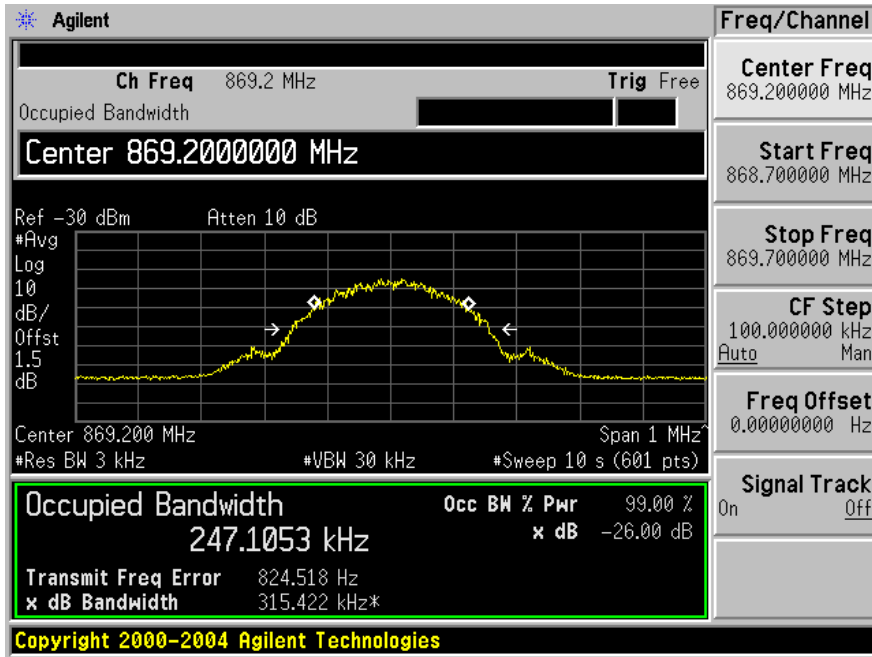 Agilent
Freq/Channel
Ch Freq 869.2 MHz Trig Free
Occupied Bandwidth
Center 869.2000000 MHz
Ref -30 dBm Atten 10 dB
#Avg
Log
10
dB/
Offst
1.5
dB
Center 869.200 MHz Span 1 MHz^
#Res BW 3 kHz #VBW 30 kHz #Sweep 10 s (601 pts)
Occupied Bandwidth Occ BW % Pwr 99.00 %
247.1053 kHz x dB -26.00 dB
Transmit Freq Error 824.518 Hz
x dB Bandwidth 315.422 kHz*
Copyright 2000-2004 Agilent Technologies
Center Freq
869.200000 MHz
Start Freq
868.700000 MHz
Stop Freq
869.700000 MHz
CF Step
100.000000 kHz
Auto Man
Freq Offset
0.00000000 Hz
Signal Track
On Off